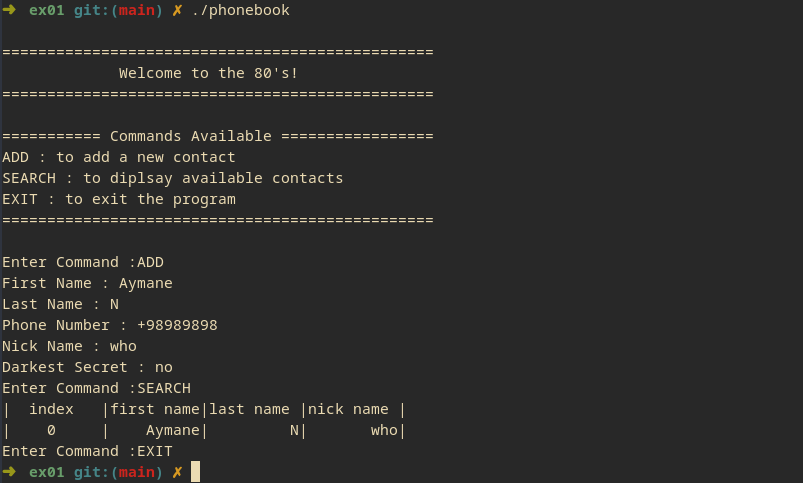 ➜  ex01 git:(main) ✗ ./phonebook
================================================
             Welcome to the 80's!
================================================
=========== Commands Available =================
ADD : to add a new contact
SEARCH : to diplsay available contacts
EXIT : to exit the program
================================================
Enter Command :ADD
First Name : Aymane
Last Name : N
Phone Number : +98989898
Nick Name : who
Darkest Secret : no
Enter Command :SEARCH
|  index   |first name|last name |nick name |
|    0     |    Aymane|         N|       who|
Enter Command :EXIT
➜  ex01 git:(main) ✗